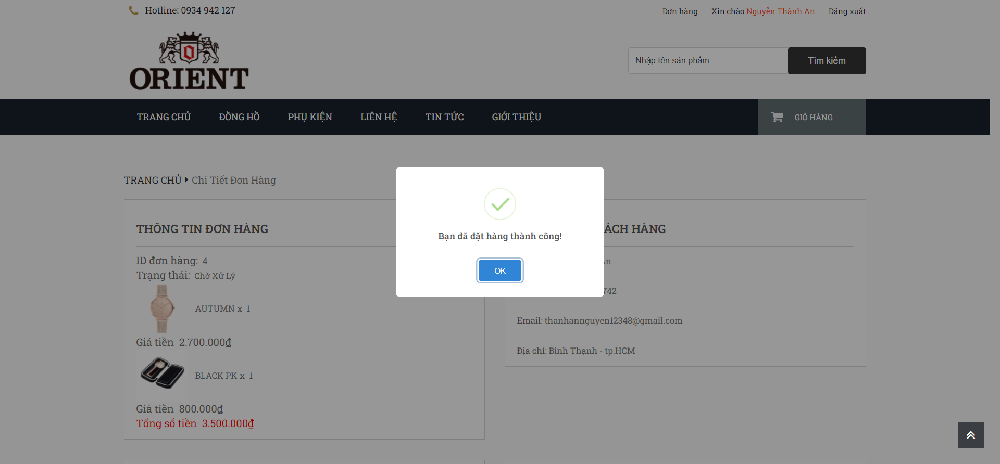 Hotline: 0934 942 127
Đơn hàng
Xin chào Nguyễn Thành An
Đăng xuất
ORIENT
Nhập tên sản phẩm...
Tìm kiếm
TRANG CHỦ
ĐỒNG HỒ
PHỤ KIỆN
LIÊN HỆ
TIN TỨC
GIỚI THIỆU
GIỎ HÀNG
TRANG CHỦ Chi Tiết Đơn Hàng
Bạn đã đặt hàng thành công!
OK
THÔNG TIN ĐƠN HÀNG
ID đơn hàng: 4
Trạng thái: Chờ Xử Lý
AUTUMN x 1
Giá tiền 2.700.000₫
BLACK PK x 1
Giá tiền 800.000₫
Tổng số tiền 3.500.000₫
ÁCH HÀNG
742
Email: thanhannguyen12348@gmail.com
Địa chỉ: Bình Thạnh - tp.HCM